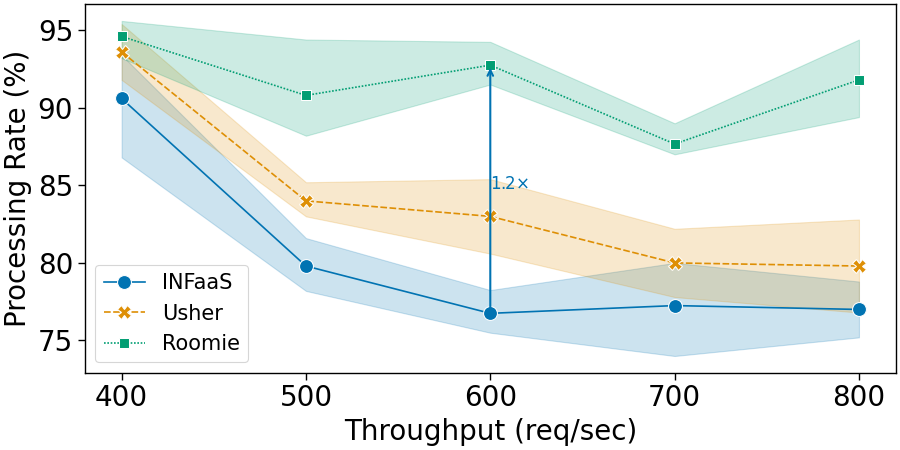 Processing Rate (%)
95
90
85
80
75
1.2×
INFaaS
Usher
Roomie
400 500 600 700 800
Throughput (req/sec)